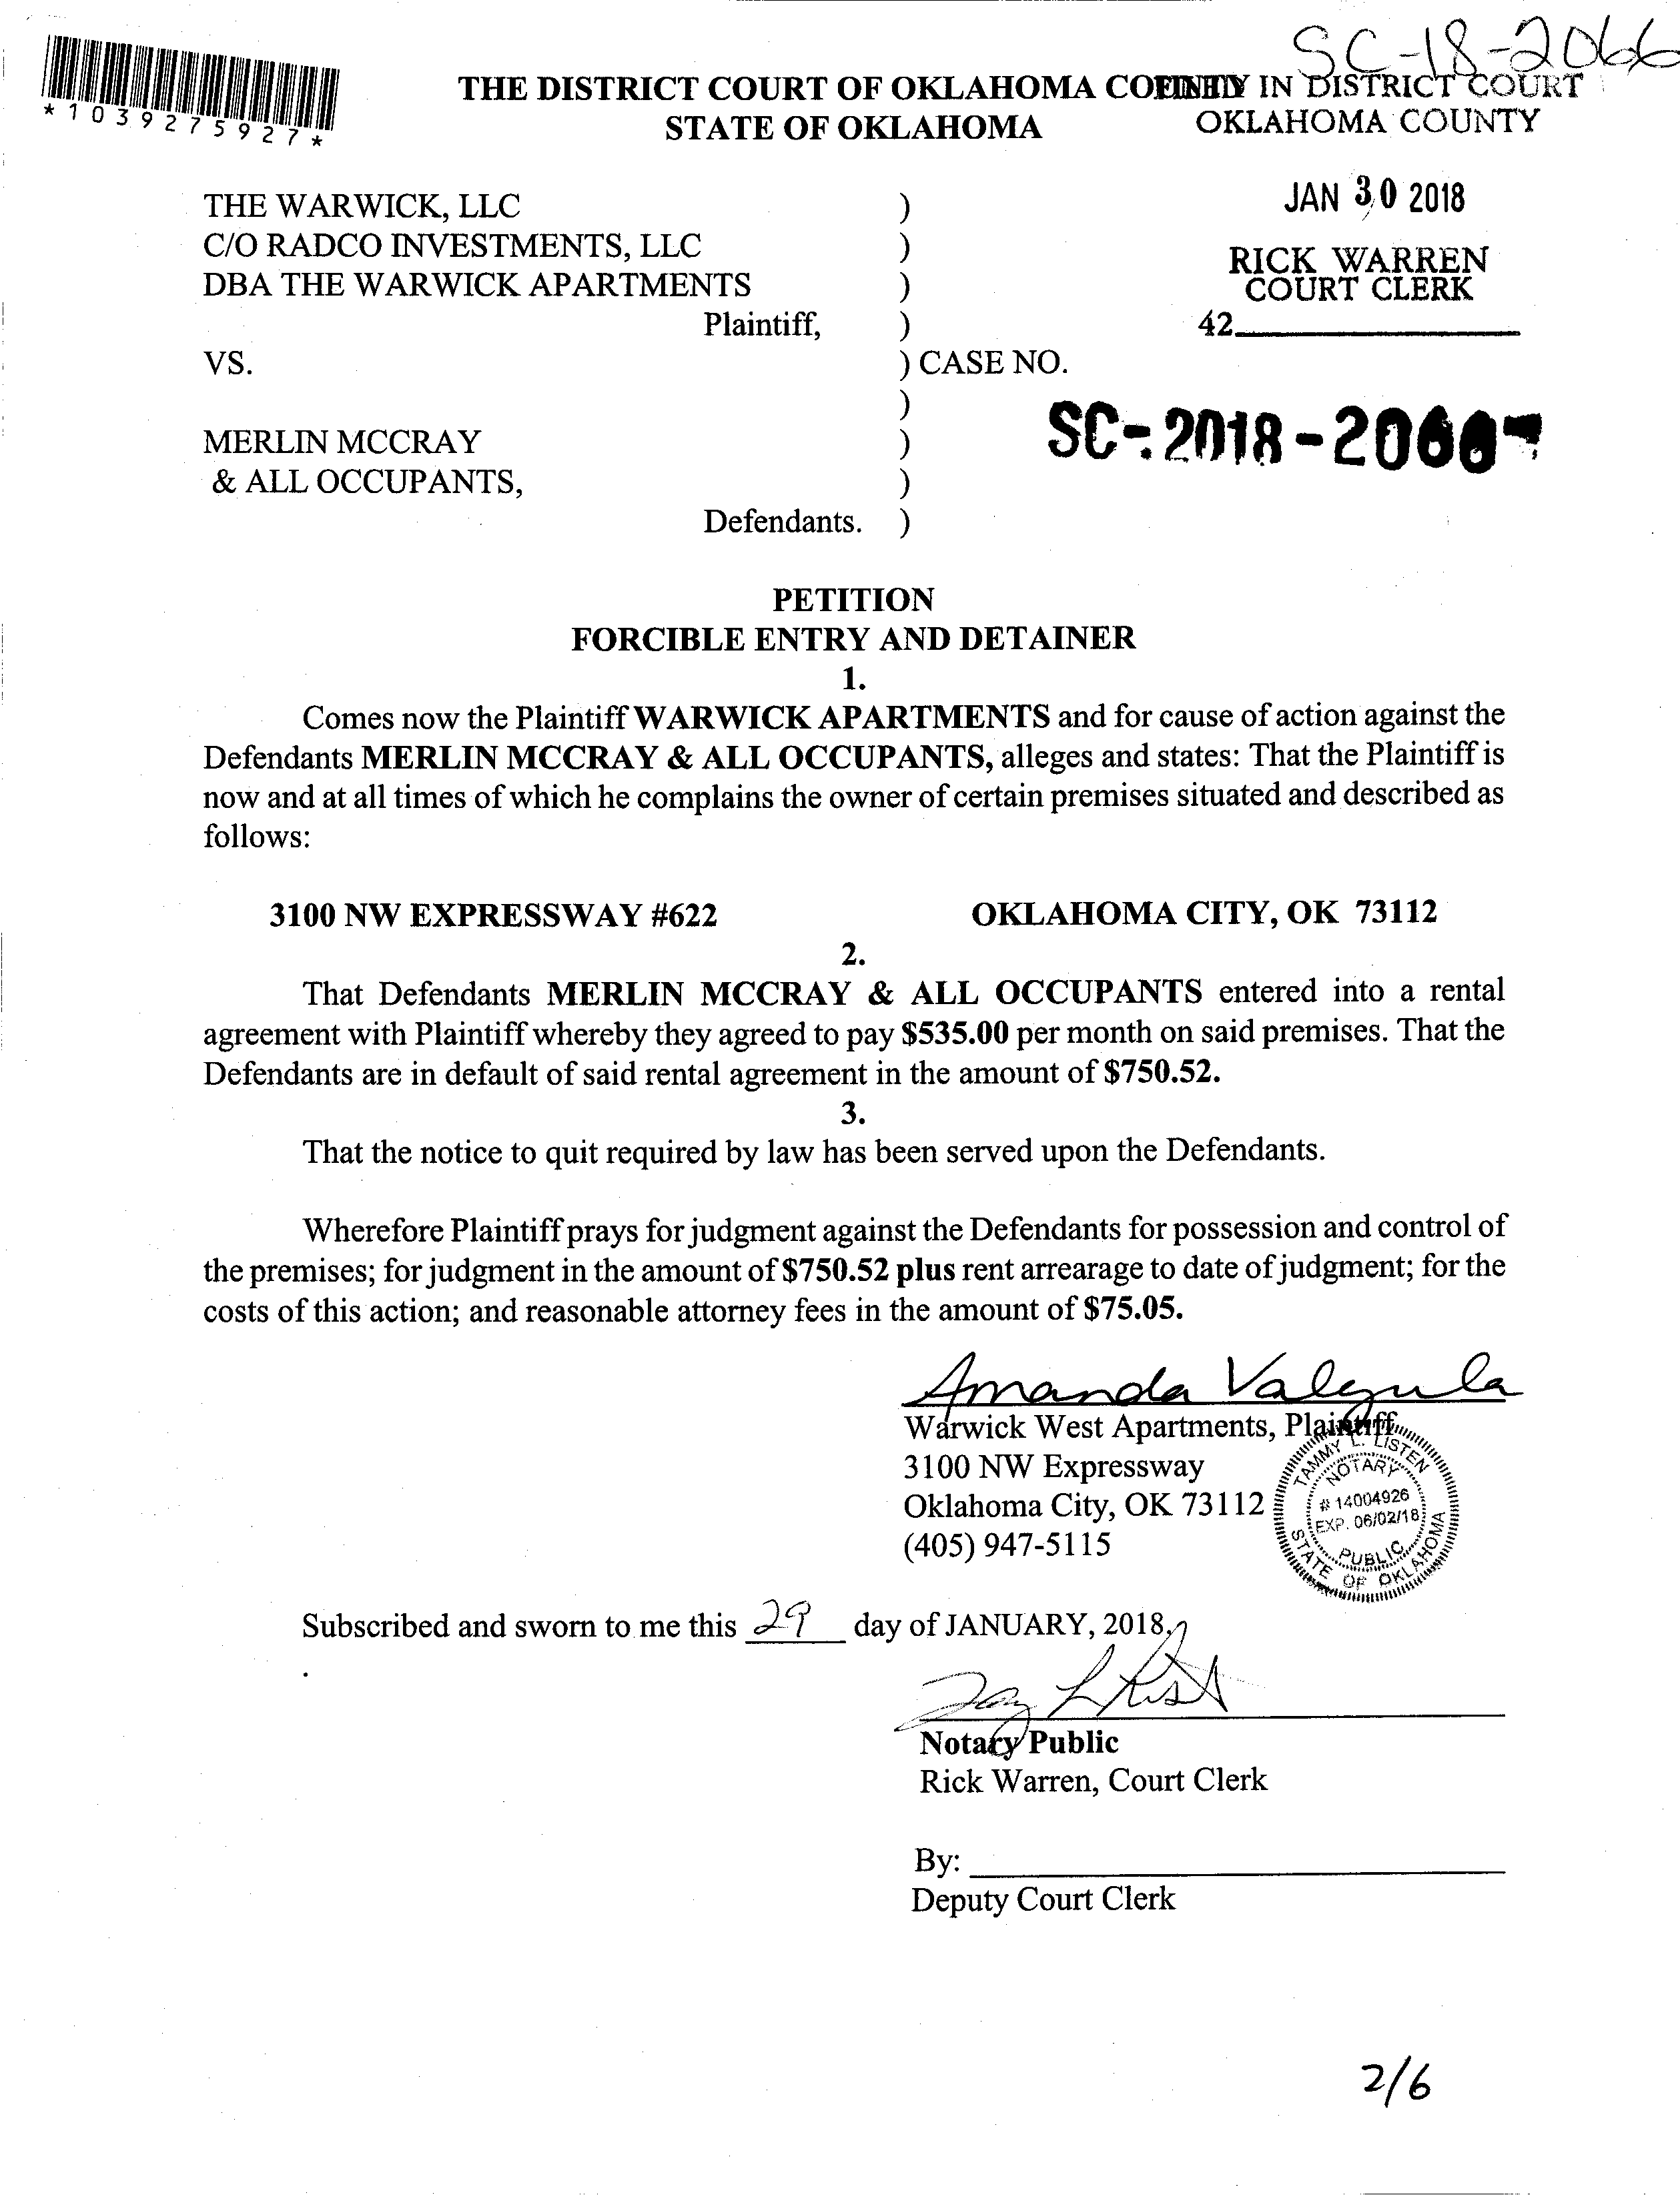 SC-18-2066
*1039275927*
THE DISTRICT COURT OF OKLAHOMA COUNTY
STATE OF OKLAHOMA
FILED IN DISTRICT COURT
OKLAHOMA COUNTY
JAN 30 2018
RICK WARREN
COURT CLERK
42
THE WARWICK, LLC )
C/O RADCO INVESTMENTS, LLC )
DBA THE WARWICK APARTMENTS )
Plaintiff, )
VS. ) CASE NO.
)
MERLIN MCCRAY )
& ALL OCCUPANTS, )
Defendants. )
SC-2018-2066
PETITION
FORCIBLE ENTRY AND DETAINER
1.
Comes now the Plaintiff WARWICK APARTMENTS and for cause of action against the
Defendants MERLIN MCCRAY & ALL OCCUPANTS, alleges and states: That the Plaintiff is
now and at all times of which he complains the owner of certain premises situated and described as
follows:
3100 NW EXPRESSWAY #622 OKLAHOMA CITY, OK 73112
2.
That Defendants MERLIN MCCRAY & ALL OCCUPANTS entered into a rental
agreement with Plaintiff whereby they agreed to pay $535.00 per month on said premises. That the
Defendants are in default of said rental agreement in the amount of $750.52.
3.
That the notice to quit required by law has been served upon the Defendants.
Wherefore Plaintiff prays for judgment against the Defendants for possession and control of
the premises; for judgment in the amount of $750.52 plus rent arrearage to date of judgment; for the
costs of this action; and reasonable attorney fees in the amount of $75.05.
Amanda
Warwick West Apartments, Plaintiff
3100 NW Expressway
Oklahoma City, OK 73112
(405) 947-5115
TAMMY L. LISTEN
NOTARY
# 14004926
EXP. 06/02/18
PUBLIC
STATE OF OKLAHOMA
Subscribed and sworn to me this 29 day of JANUARY, 2018.
Notary Public
Rick Warren, Court Clerk
By:
Deputy Court Clerk
2/6